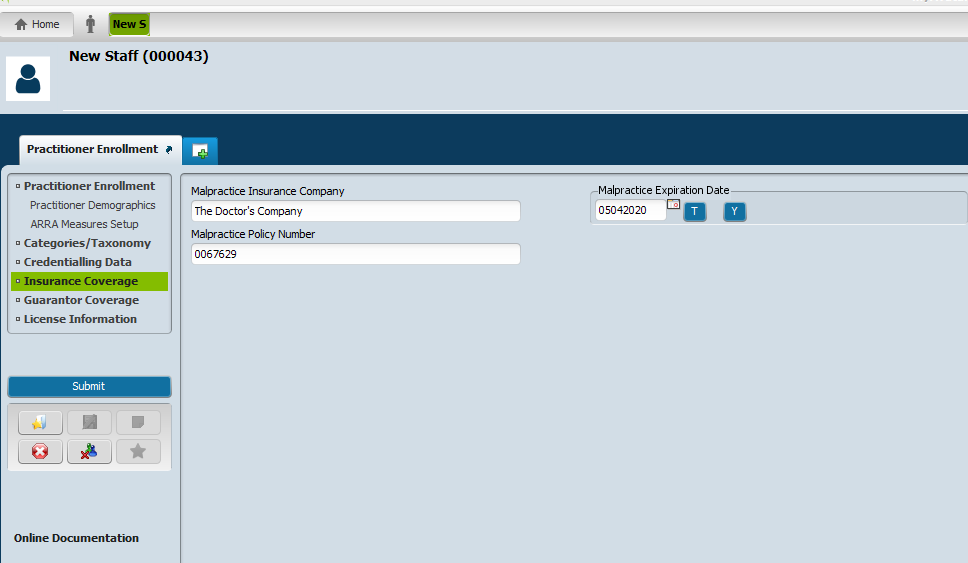 Home
New S
New Staff (000043)
Practitioner Enrollment
Practitioner Enrollment
Practitioner Demographics
ARRA Measures Setup
Categories/Taxonomy
Credentialling Data
Insurance Coverage
Guarantor Coverage
License Information
Submit
Online Documentation
Malpractice Insurance Company
The Doctor's Company
Malpractice Policy Number
0067629
Malpractice Expiration Date
05042020
T
Y